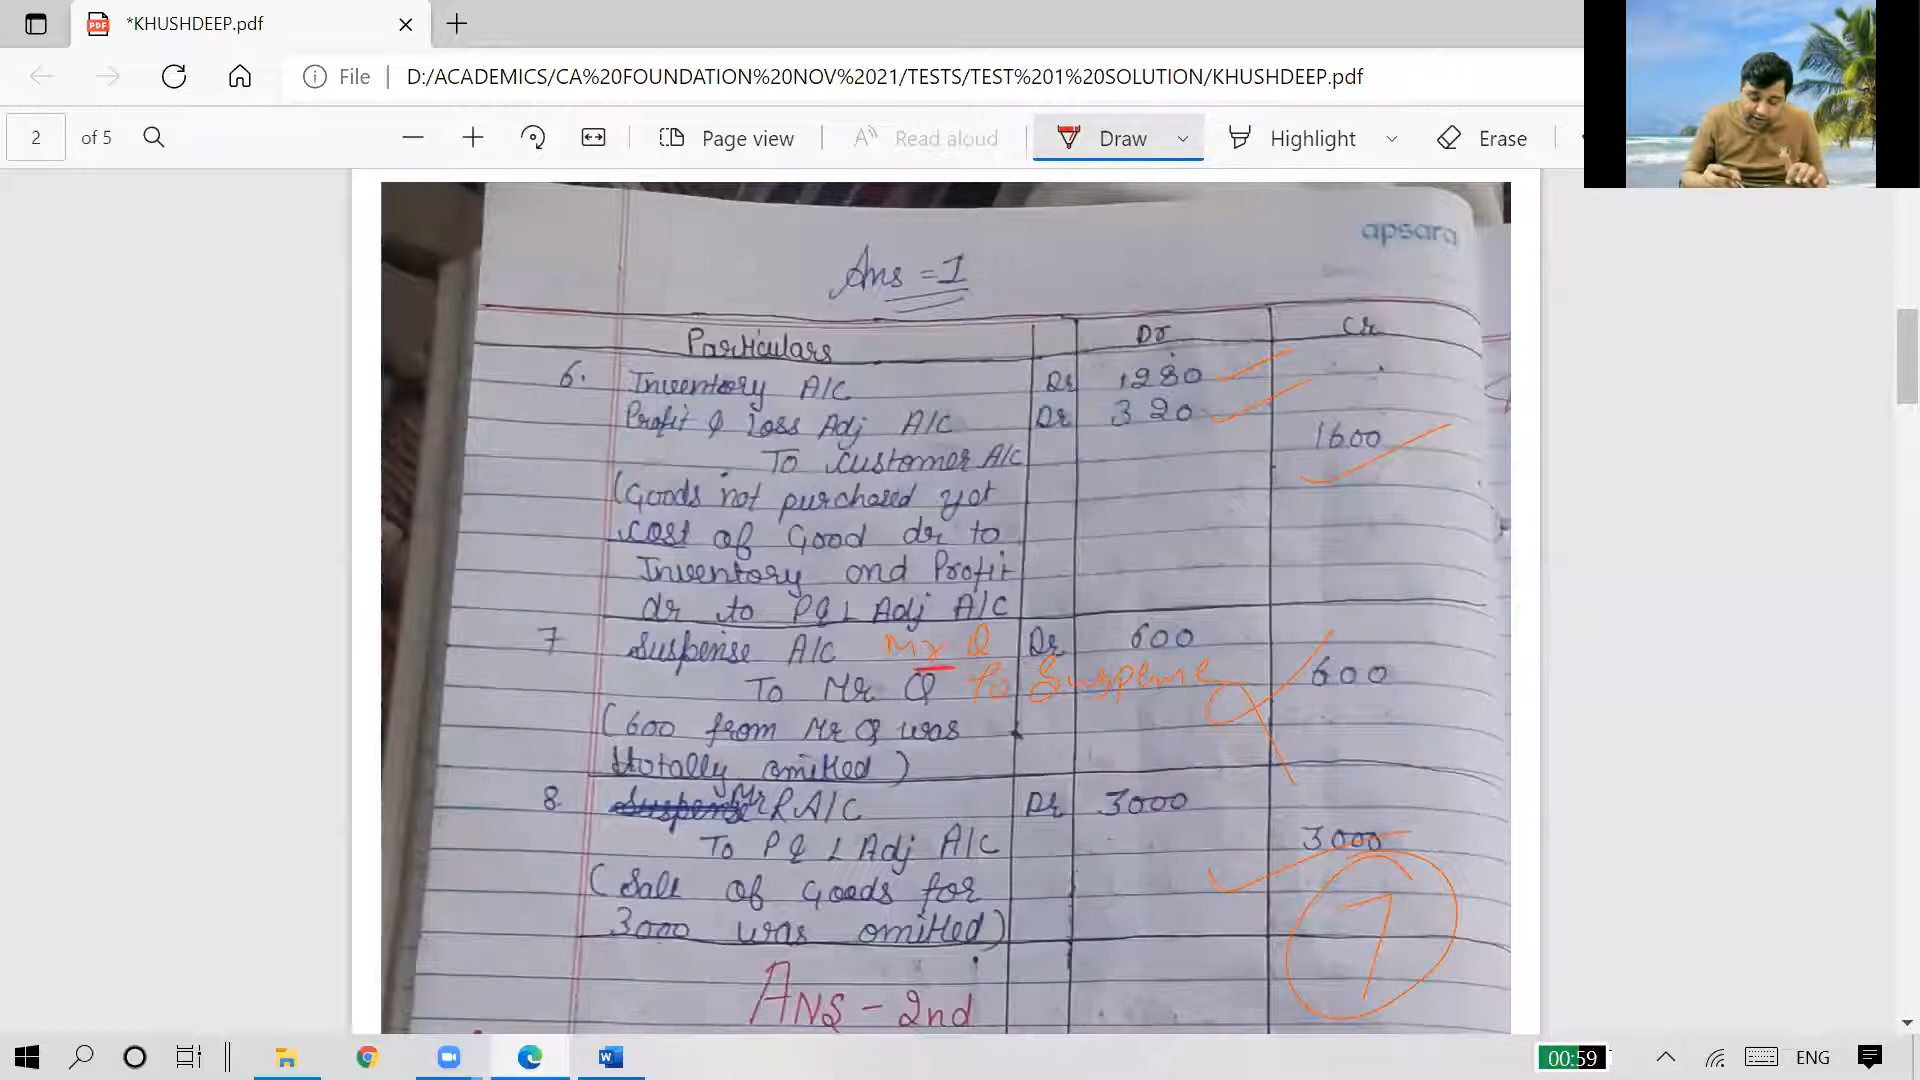 *KHUSHDEEP.pdf
File D:/ACADEMICS/CA%20FOUNDATION%20NOV%2021/TESTS/TEST%201%20SOLUTION/KHUSHDEEP.pdf
2 of 5 Page view Read aloud Draw Highlight Erase
apsara
Ans = 1
Particulars Dr Cr
6. Inventory A/C Dr 1280
Profit & Loss Adj A/C Dr 320
To customer A/C 1600
(Goods not purchased yet
cost of Good dr to
Inventory and Profit
dr to P & L Adj A/C
7 Suspense A/C Mr Q Dr 600
To Mr Q To Suspense 600
(600 from Mr Q was
totally omitted)
8. Suspense Mr R A/C Dr 3000
To P & L Adj A/C 3000
(Sale of Goods for
3000 was omitted)
7
ANS - 2nd
00:59 ENG